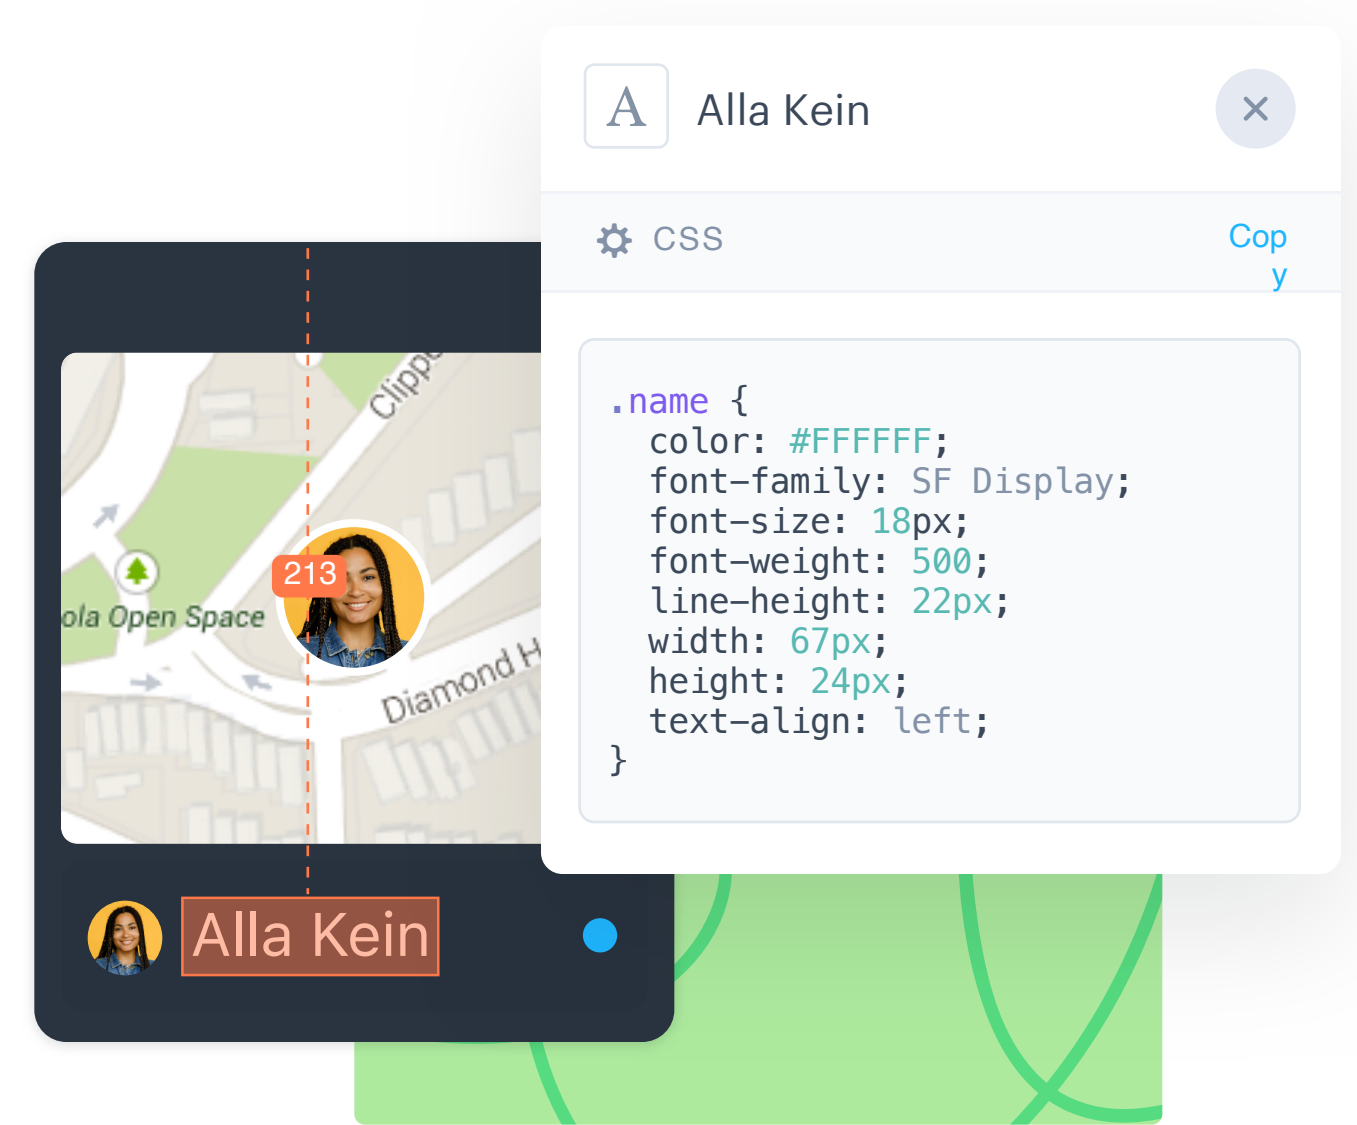 A
Alla Kein
CSS
Cop
y
.name {
color: #FFFFFF;
font-family: SF Display;
font-size: 18px;
font-weight: 500;
line-height: 22px;
width: 67px;
height: 24px;
text-align: left;
}
Clippe
213
ola Open Space
Diamond H
Alla Kein